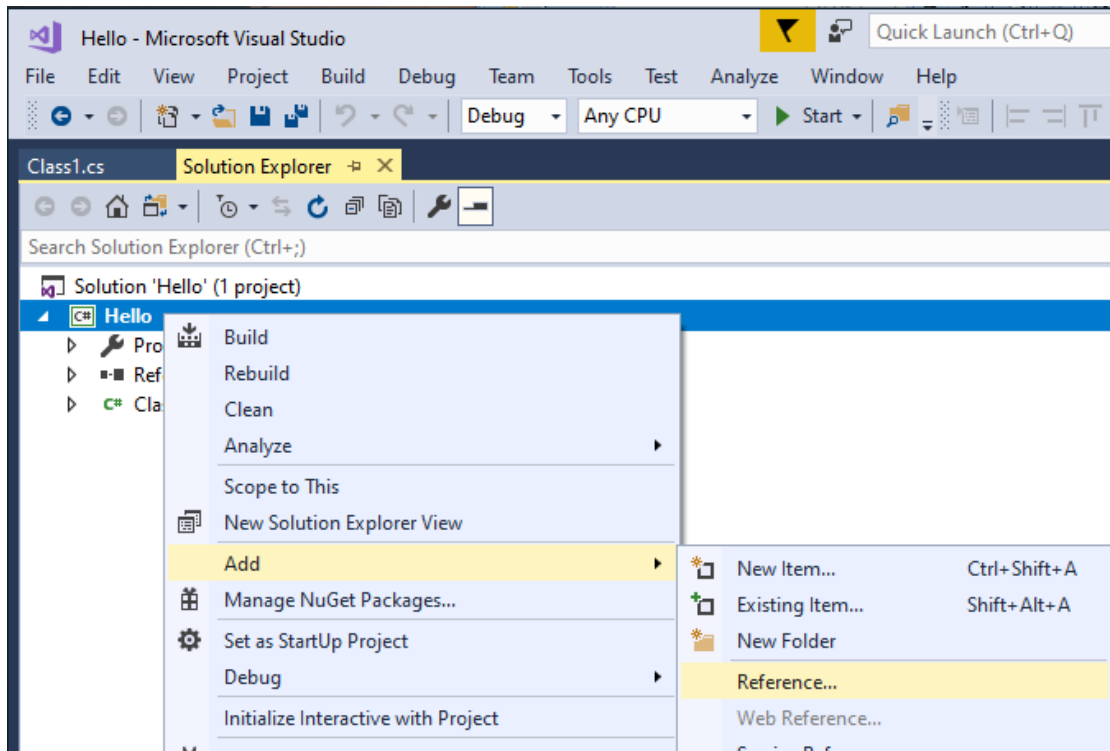 Hello - Microsoft Visual Studio
Quick Launch (Ctrl+Q)
File Edit View Project Build Debug Team Tools Test Analyze Window Help
Debug Any CPU Start
Class1.cs Solution Explorer
Search Solution Explorer (Ctrl+;)
Solution 'Hello' (1 project)
C# Hello
Pro
Ref
C# Cla
Build
Rebuild
Clean
Analyze
Scope to This
New Solution Explorer View
Add
Manage NuGet Packages...
Set as StartUp Project
Debug
Initialize Interactive with Project
New Item... Ctrl+Shift+A
Existing Item... Shift+Alt+A
New Folder
Reference...
Web Reference...